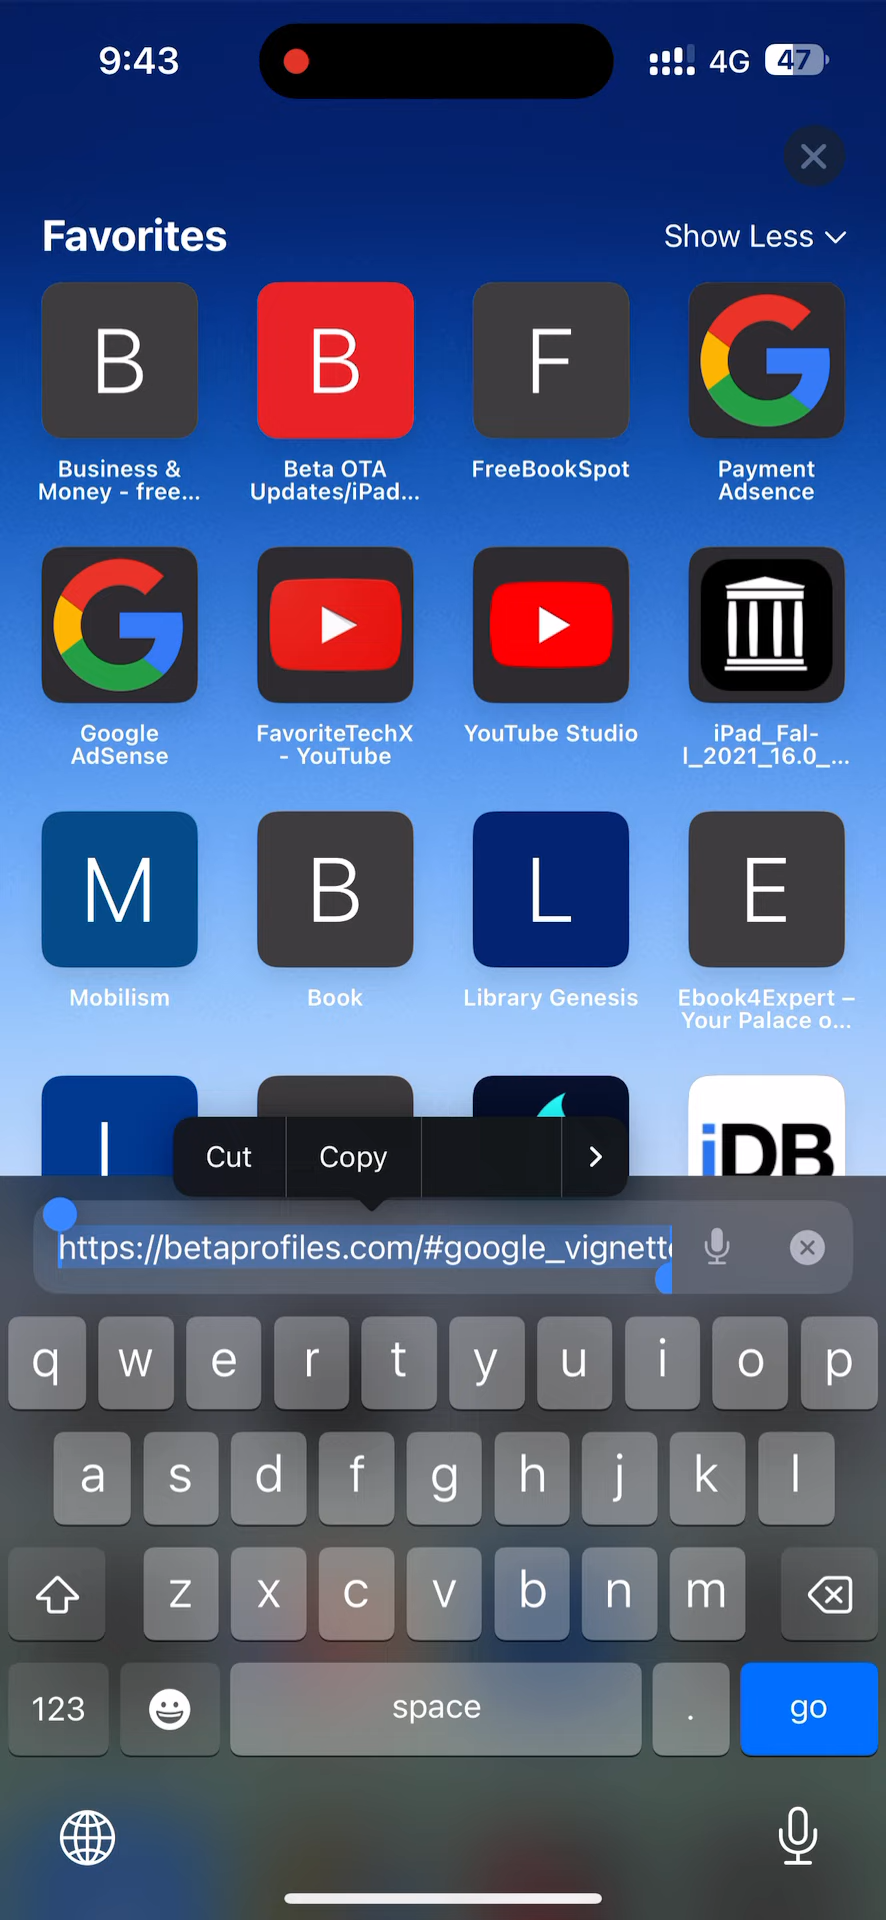 9:43
4G
47
Favorites
Show Less
B
B
F
Business &
Money - free...
Beta OTA
Updates/iPad...
FreeBookSpot
Payment
Adsence
Google
AdSense
FavoriteTechX
- YouTube
YouTube Studio
iPad_Fal-
l_2021_16.0_...
M
B
L
E
Mobilism
Book
Library Genesis
Ebook4Expert –
Your Palace o...
iDB
Cut
Copy
https://betaprofiles.com/#google_vignette
q w e r t y u i o p
a s d f g h j k l
z x c v b n m
123
space
.
go